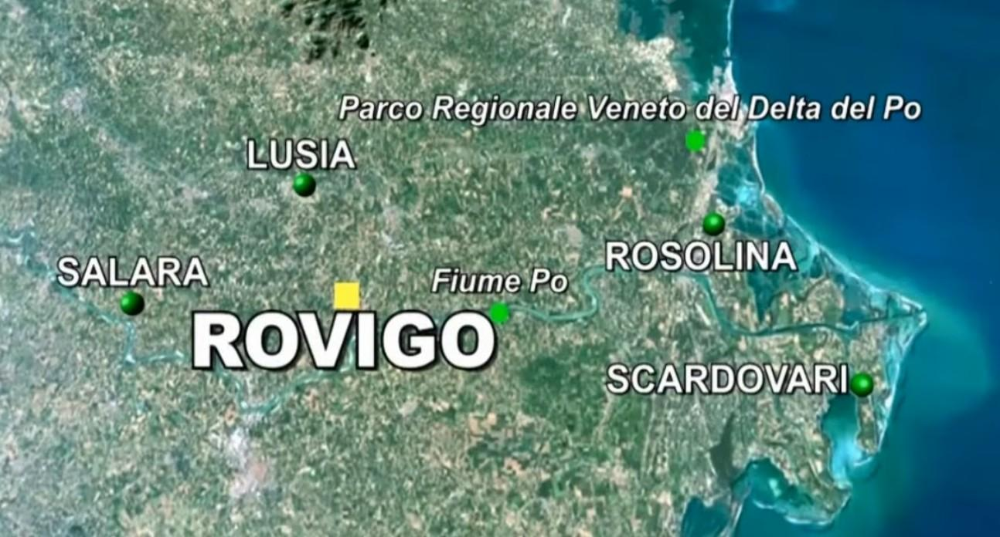 Parco Regionale Veneto del Delta del Po
LUSIA
ROSOLINA
SALARA
Fiume Po
ROVIGO
SCARDOVARI